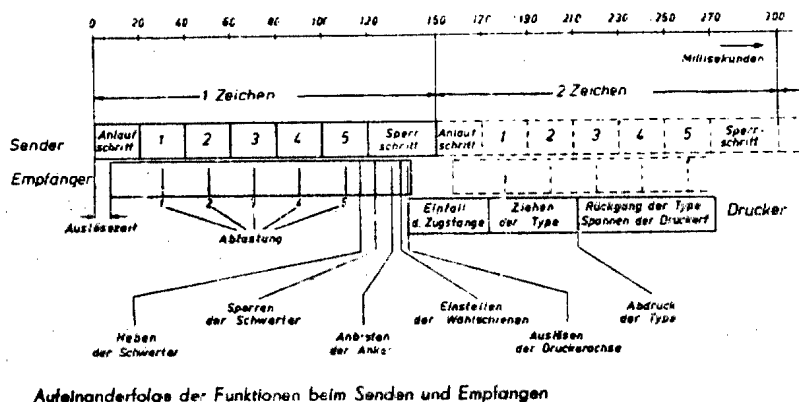 0 20 40 60 80 100 120 150 170 190 210 230 250 270 300
Millisekunden
1 Zeichen
2 Zeichen
Sender
Anlauf schritt
1
2
3
4
5
Sperr schritt
Anlauf schritt
1
2
3
4
5
Sperr- schritt
Empfänger
1
2
3
4
5
Auslösezeit
Abtastung
Einfall
d. Zugstange
Ziehen
der Type
Rückgang der Type
Spannen der Druckerf
Drucker
Heben
der Schwerter
Sperren
der Schwerter
Anbieten
der Anker
Einstellen
der Wählschienen
Auslösen
der Druckerachse
Abdruck
der Type
Aufeinanderfolge der Funktionen beim Senden und Empfangen